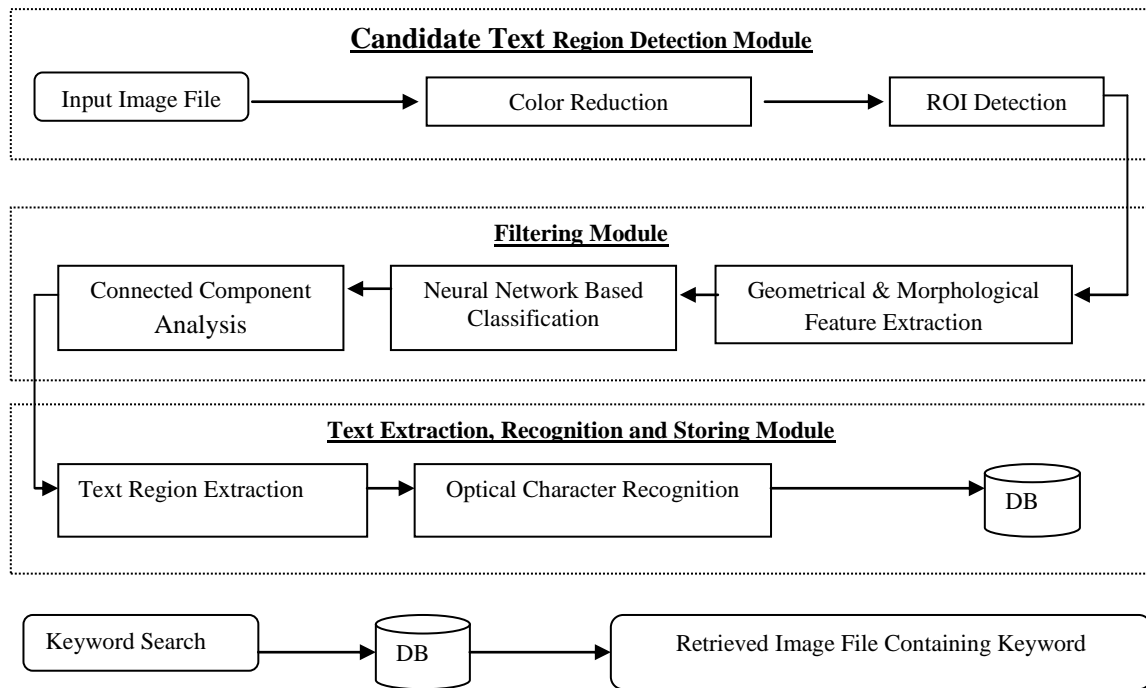 Candidate Text Region Detection Module
Input Image File
Color Reduction
ROI Detection
Filtering Module
Connected Component
Analysis
Neural Network Based
Classification
Geometrical & Morphological
Feature Extraction
Text Extraction, Recognition and Storing Module
Text Region Extraction
Optical Character Recognition
DB
Keyword Search
DB
Retrieved Image File Containing Keyword